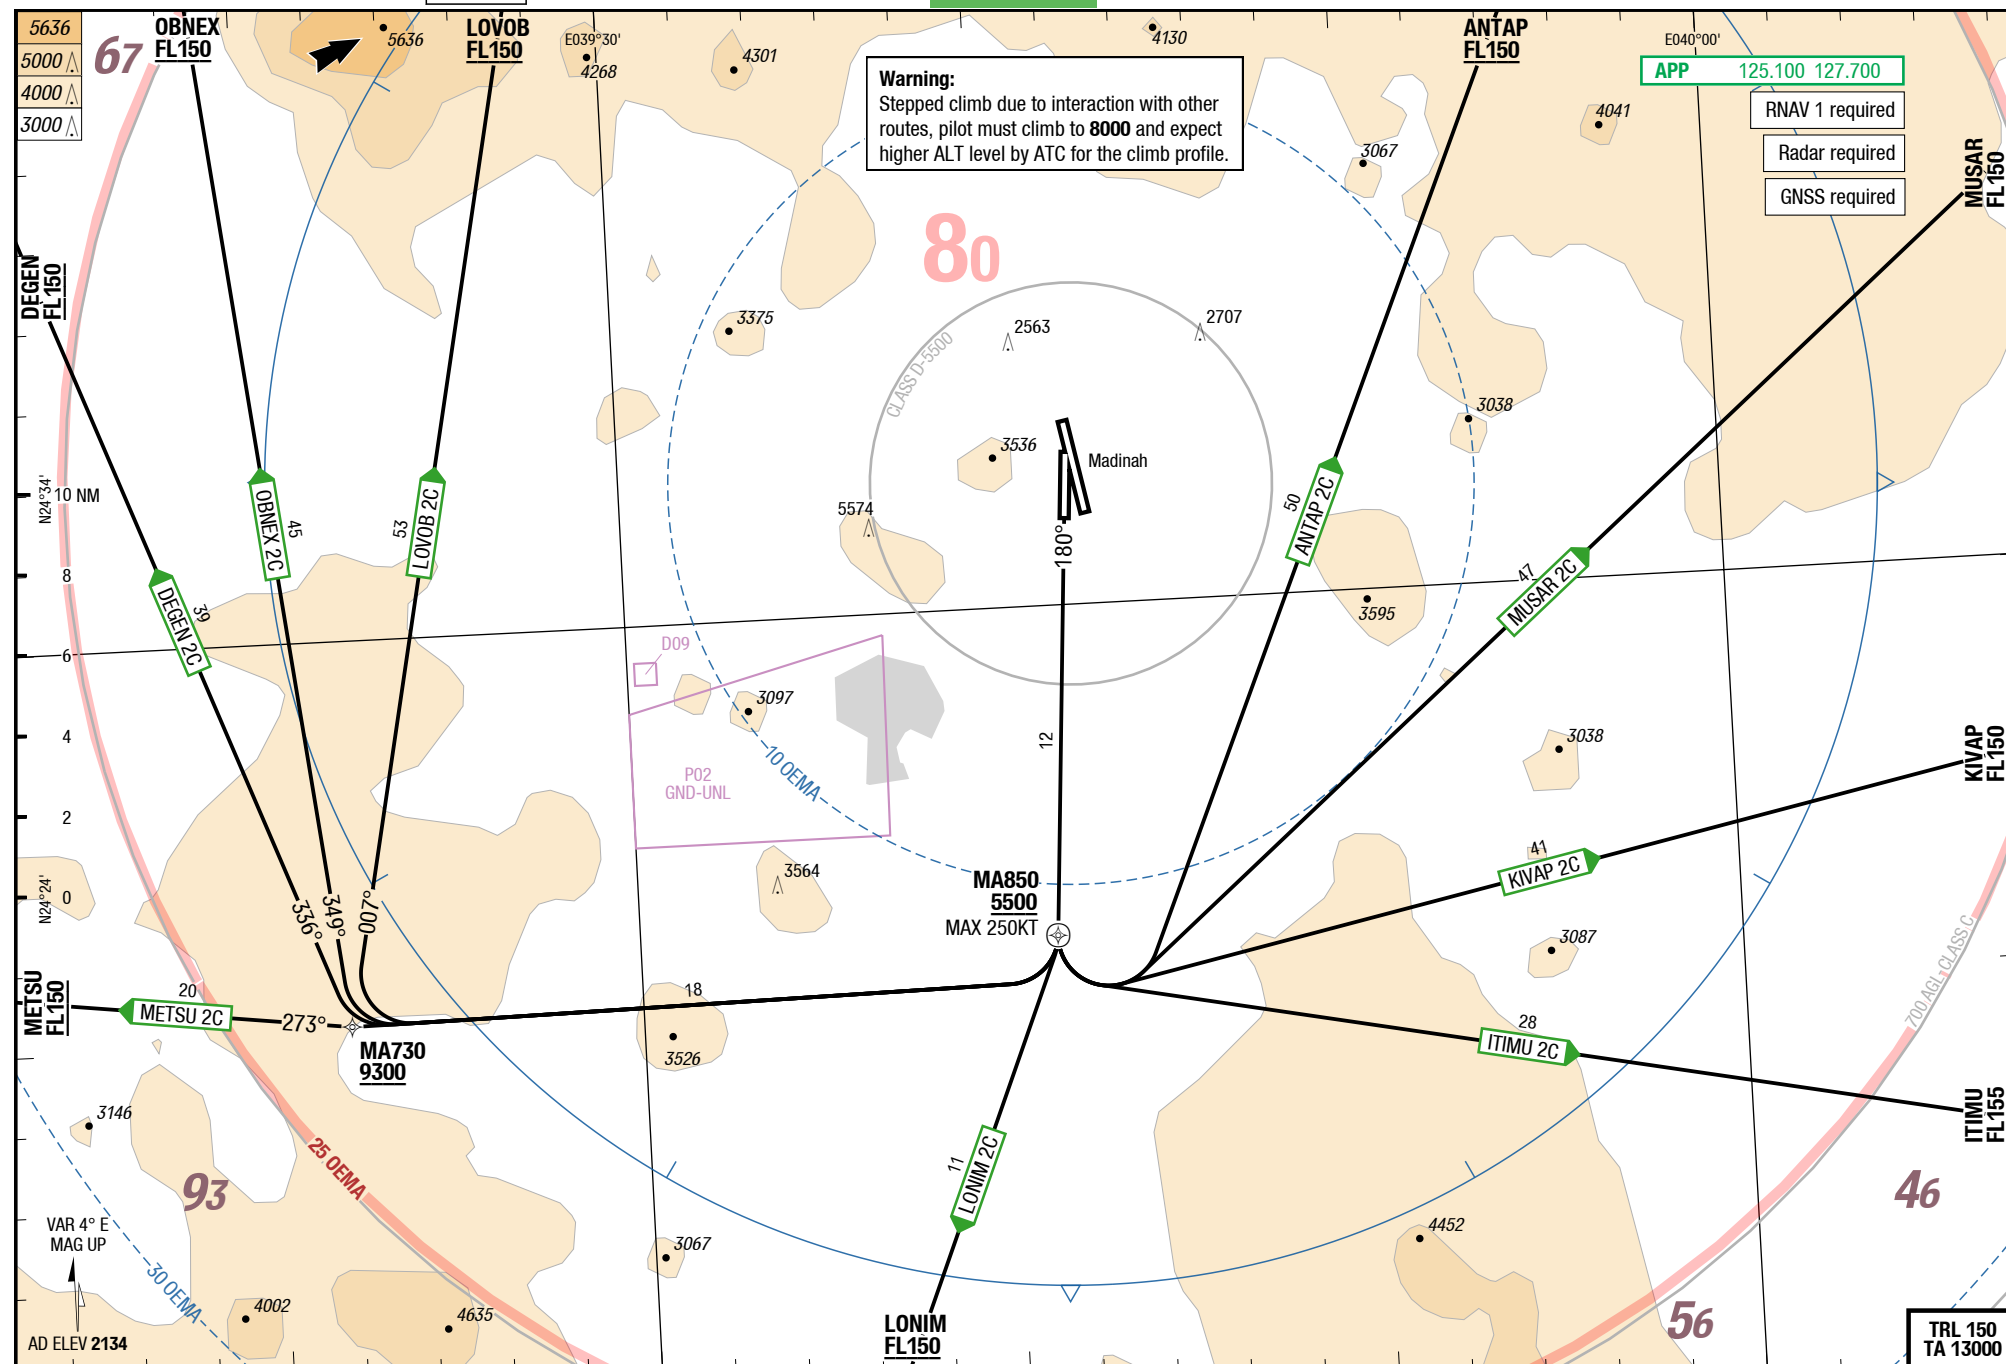 5636
5000
4000
3000
67
OBNEX
FL150
5636
LOVOB
FL150
E039°30'
4268
4301
4130
ANTAP
FL150
E040°00'
APP 125.100 127.700
RNAV 1 required
Radar required
GNSS required
Warning:
Stepped climb due to interaction with other
routes, pilot must climb to 8000 and expect
higher ALT level by ATC for the climb profile.
4041
3067
MUSAR
FL150
80
DEGEN
FL150
3375
2563
2707
CLASS D-5500
3038
3536
Madinah
5574
N24°34'
10 NM
8
6
4
2
0
N24°24'
OBNEX 2C
45
53
LOVOB 2C
DEGEN 2C
39
180°
50
ANTAP 2C
47
MUSAR 2C
3595
D09
3097
P02
GND-UNL
10 OEMA
12
3038
KIVAP
FL150
41
KIVAP 2C
3564
MA850
5500
MAX 250KT
336°
349°
007°
3087
700 AGL-CLASS C
METSU
FL150
20
METSU 2C
273°
18
MA730
9300
3526
28
ITIMU 2C
ITIMU
FL155
3146
11
LONIM 2C
25 OEMA
93
46
VAR 4° E
MAG UP
30 OEMA
3067
4452
4002
4635
AD ELEV 2134
LONIM
FL150
56
TRL 150
TA 13000